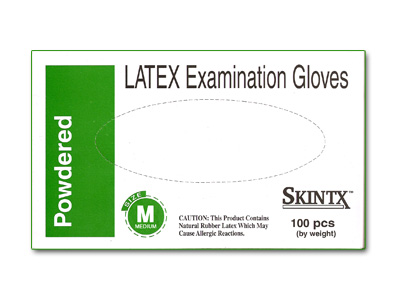 LATEX Examination Gloves
Powdered
SIZE
M
MEDIUM
CAUTION: This Product Contains
Natural Rubber Latex Which May
Cause Allergic Reactions.
SKINTX™
100 pcs
(by weight)